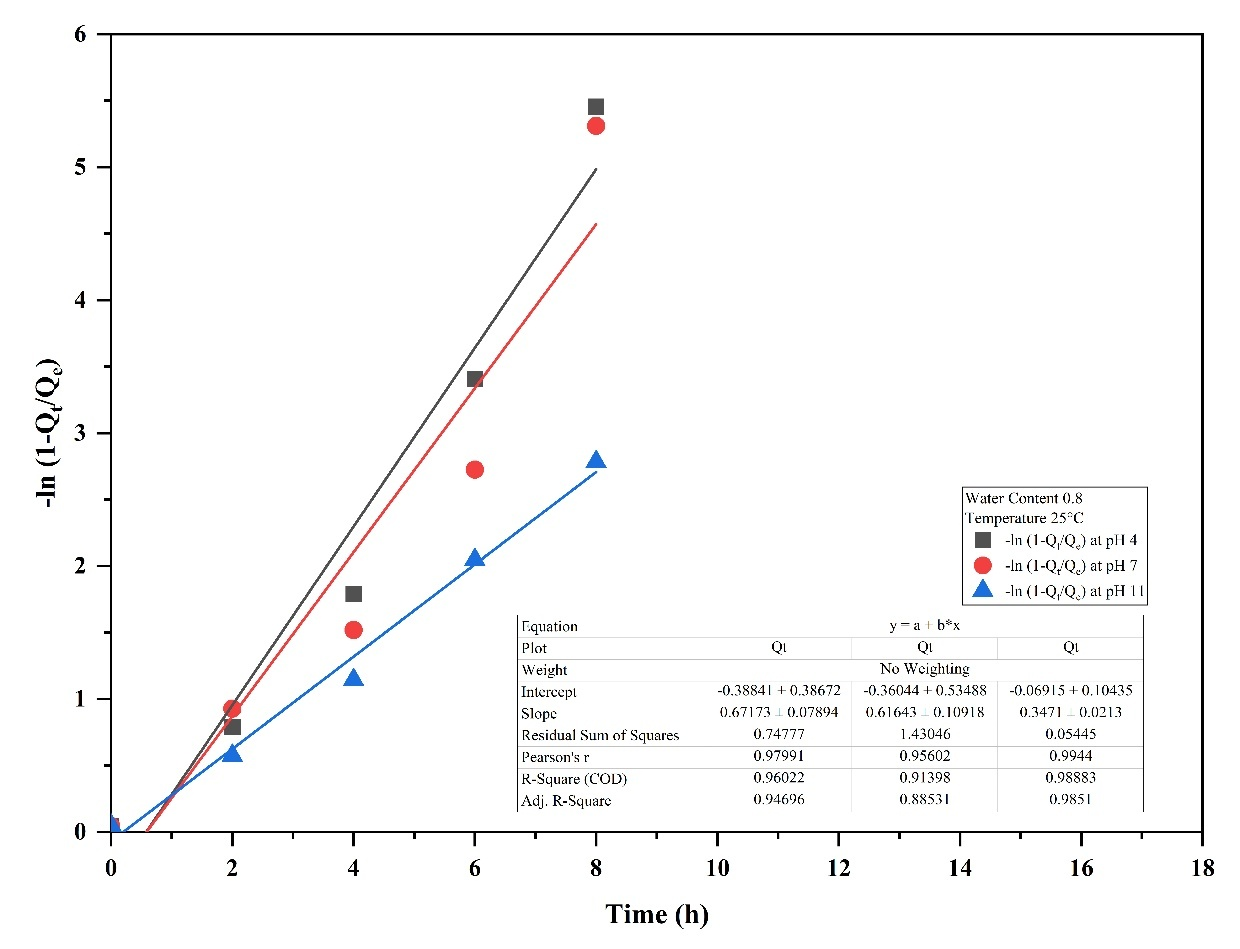 6
5
4
3
2
1
0
-ln (1-Qt/Qe)
0 2 4 6 8 10 12 14 16 18
Time (h)
Water Content 0.8
Temperature 25°C
-ln (1-Qt/Qe) at pH 4
-ln (1-Qt/Qe) at pH 7
-ln (1-Qt/Qe) at pH 11
Equation y = a + b*x
Plot Qt Qt Qt
Weight No Weighting
Intercept -0.38841 ± 0.38672 -0.36044 ± 0.53488 -0.06915 ± 0.10435
Slope 0.67173 ± 0.07894 0.61643 ± 0.10918 0.3471 ± 0.0213
Residual Sum of Squares 0.74777 1.43046 0.05445
Pearson's r 0.97991 0.95602 0.9944
R-Square (COD) 0.96022 0.91398 0.98883
Adj. R-Square 0.94696 0.88531 0.9851